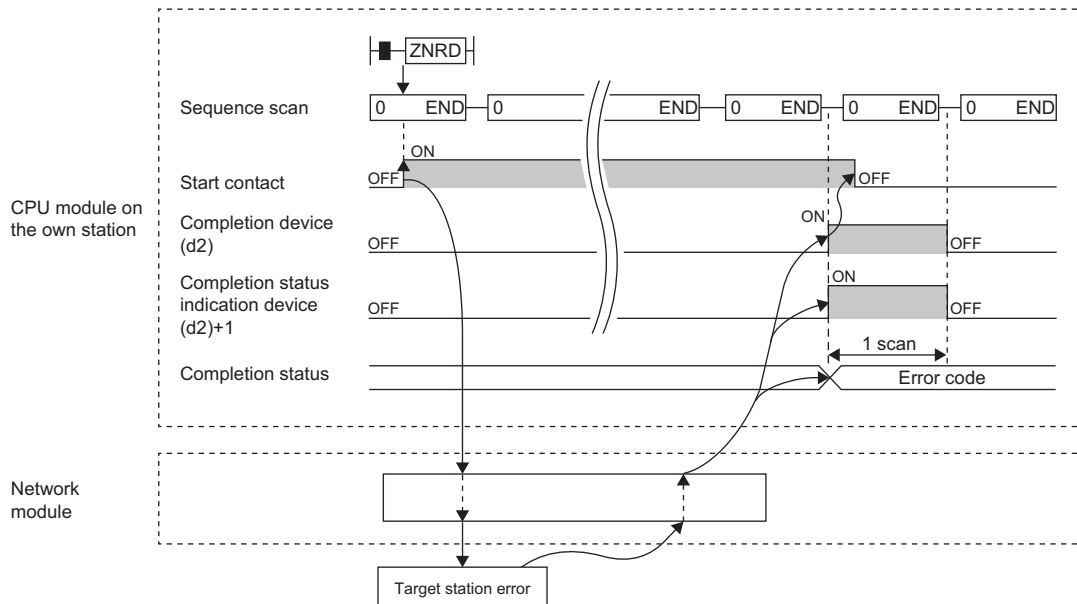 ZNRD
Sequence scan
0 END 0 END 0 END 0 END 0 END
ON
Start contact
OFF
OFF
CPU module on
the own station
Completion device
(d2)
ON
OFF
OFF
Completion status
indication device
(d2)+1
ON
OFF
OFF
1 scan
Completion status
Error code
Network
module
Target station error